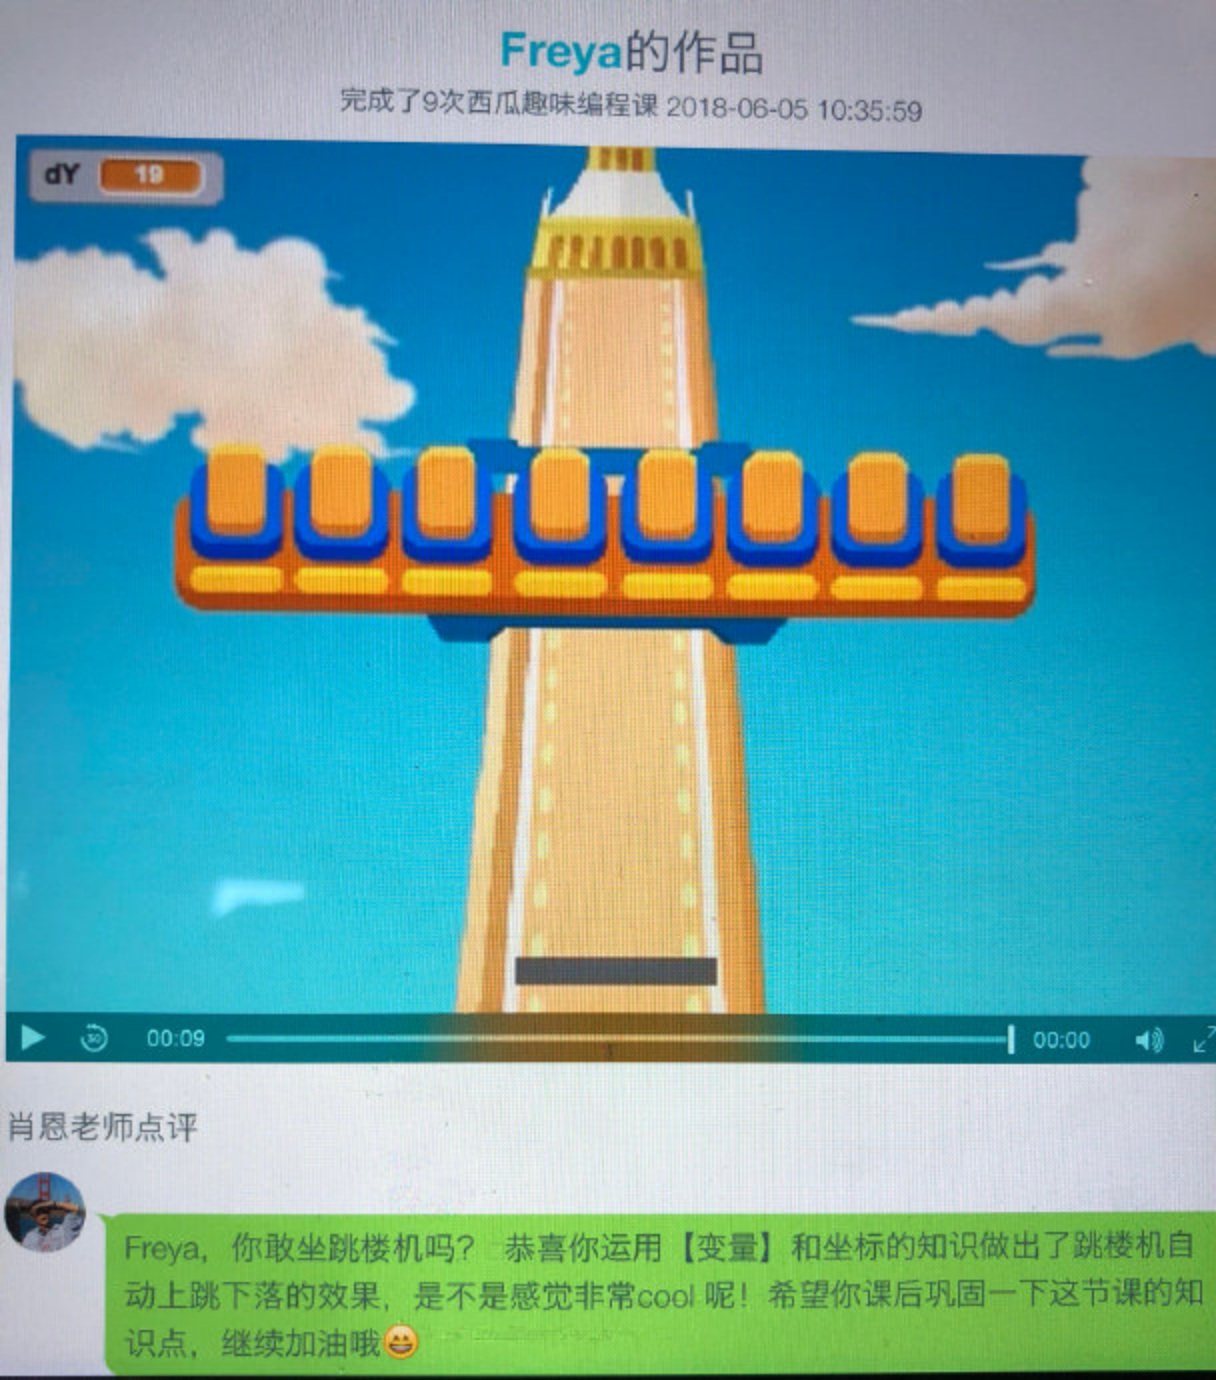 Freya的作品
完成了9次西瓜趣味编程课 2018-06-05 10:35:59
dY 19
30
00:09 00:00
肖恩老师点评
Freya，你敢坐跳楼机吗？ 恭喜你运用【变量】和坐标的知识做出了跳楼机自
动上跳下落的效果，是不是感觉非常cool 呢！希望你课后巩固一下这节课的知
识点，继续加油哦😄